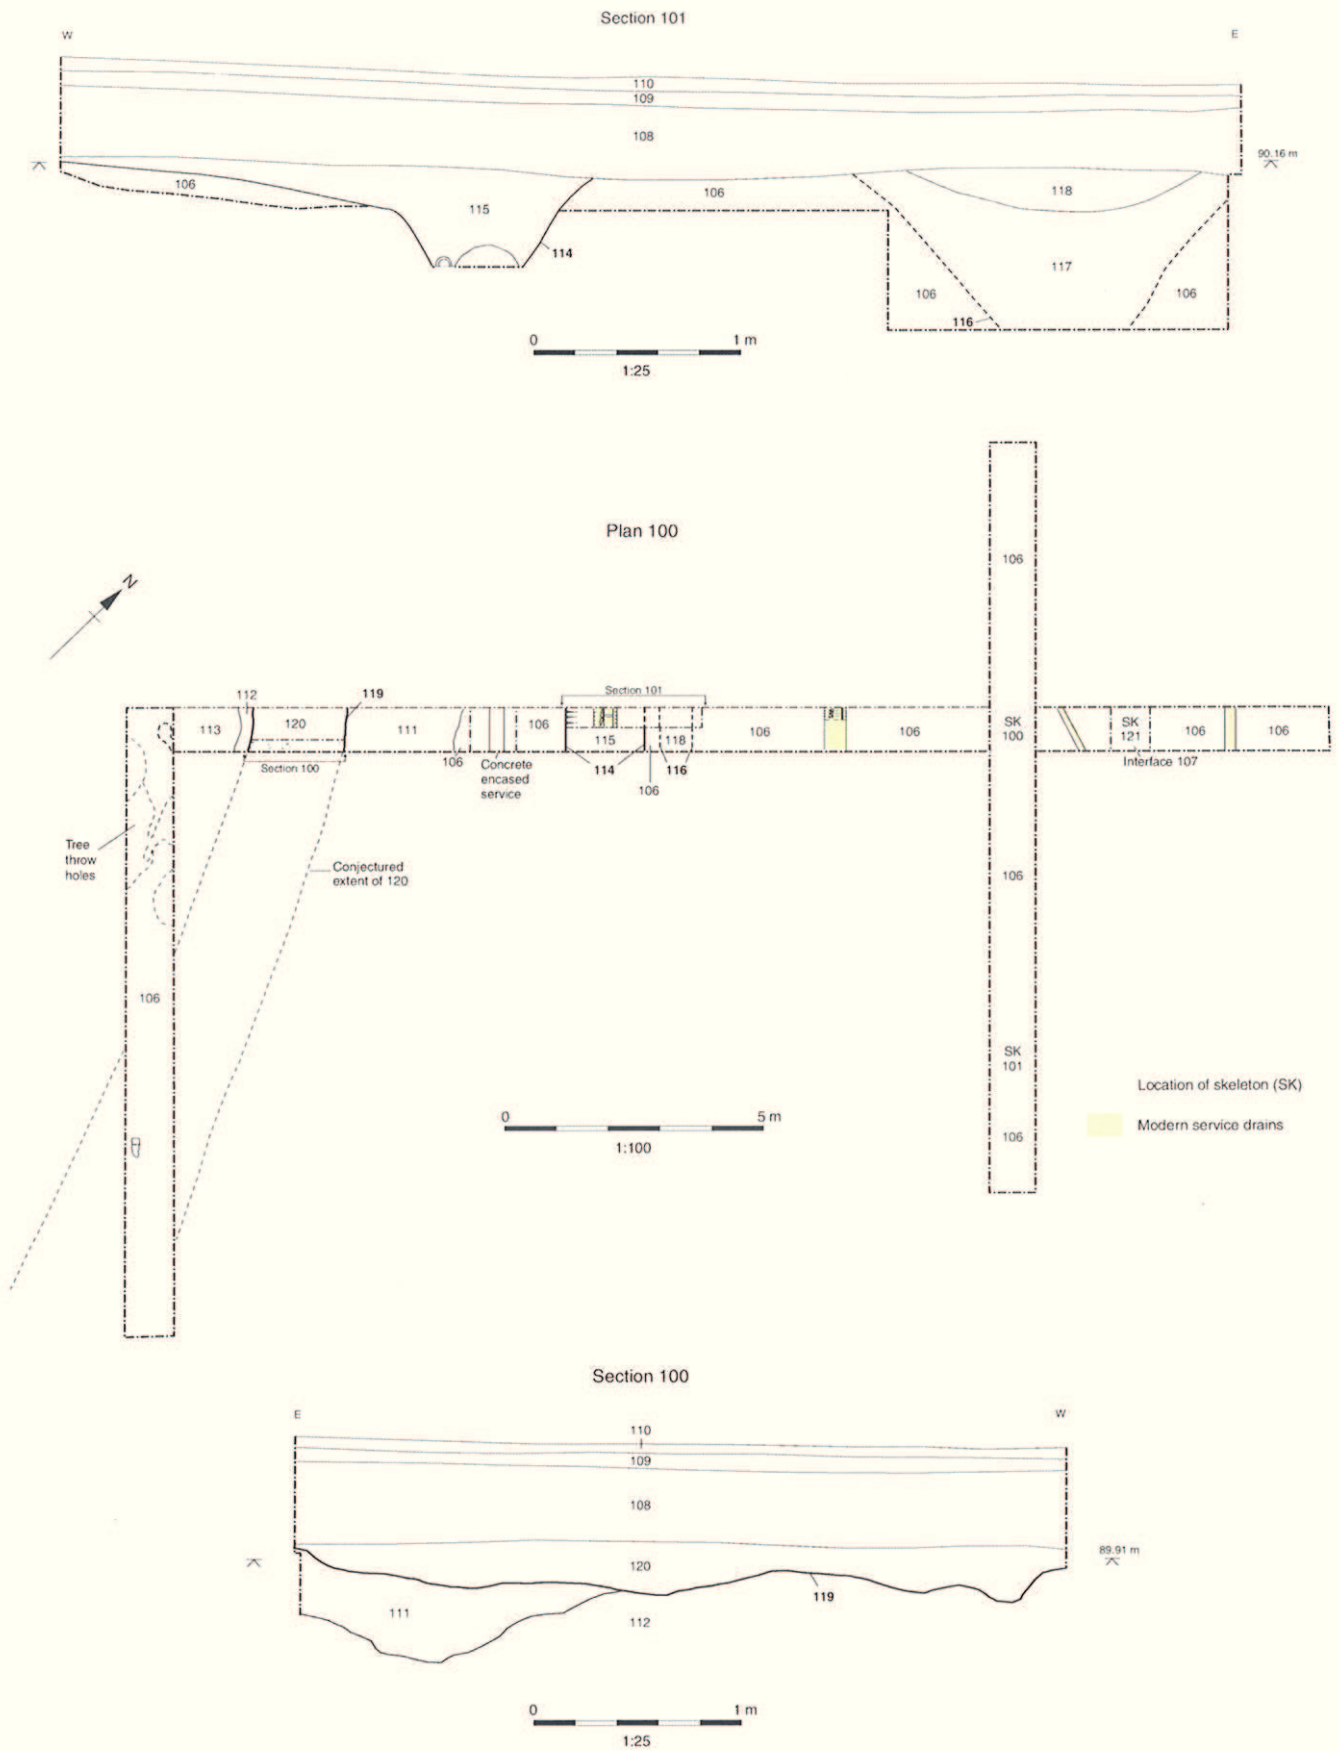 Section 101
W
E
110
109
108
90.16 m
106
115
106
118
114
117
106
106
116
0 1 m
1:25
Plan 100
N
106
112
119
Section 101
113
120
111
106
106
106
SK
100
SK
121
106
106
115
118
Section 100
106
Concrete
encased
service
114
116
106
Interface 107
Tree
throw
holes
Conjectured
extent of 120
106
106
SK
101
106
Location of skeleton (SK)
Modern service drains
0 5 m
1:100
Section 100
E
W
110
109
108
89.91 m
120
119
111
112
0 1 m
1:25